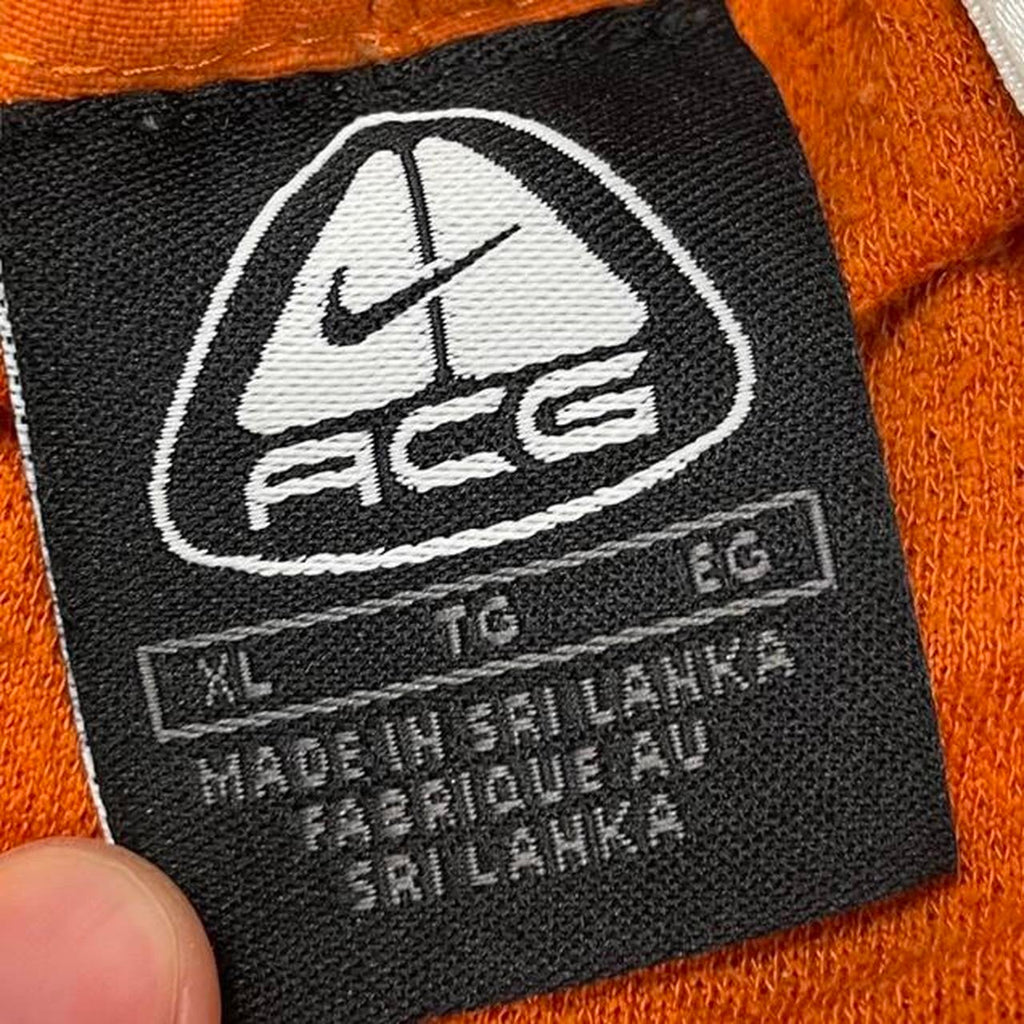 ACG
XL TG EG
MADE IN SRI LANKA
FABRIQUE AU
SRI LANKA